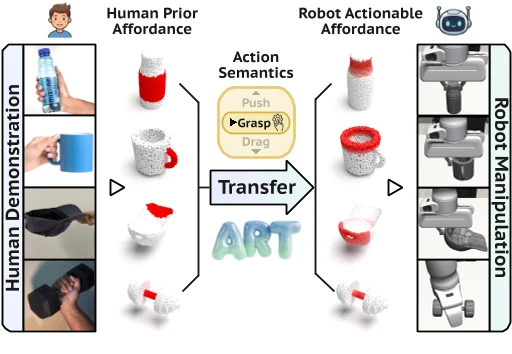 Human Prior
Affordance
Robot Actionable
Affordance
Action
Semantics
Push
Grasp
Drag
Transfer
ART
Human Demonstration
Robot Manipulation